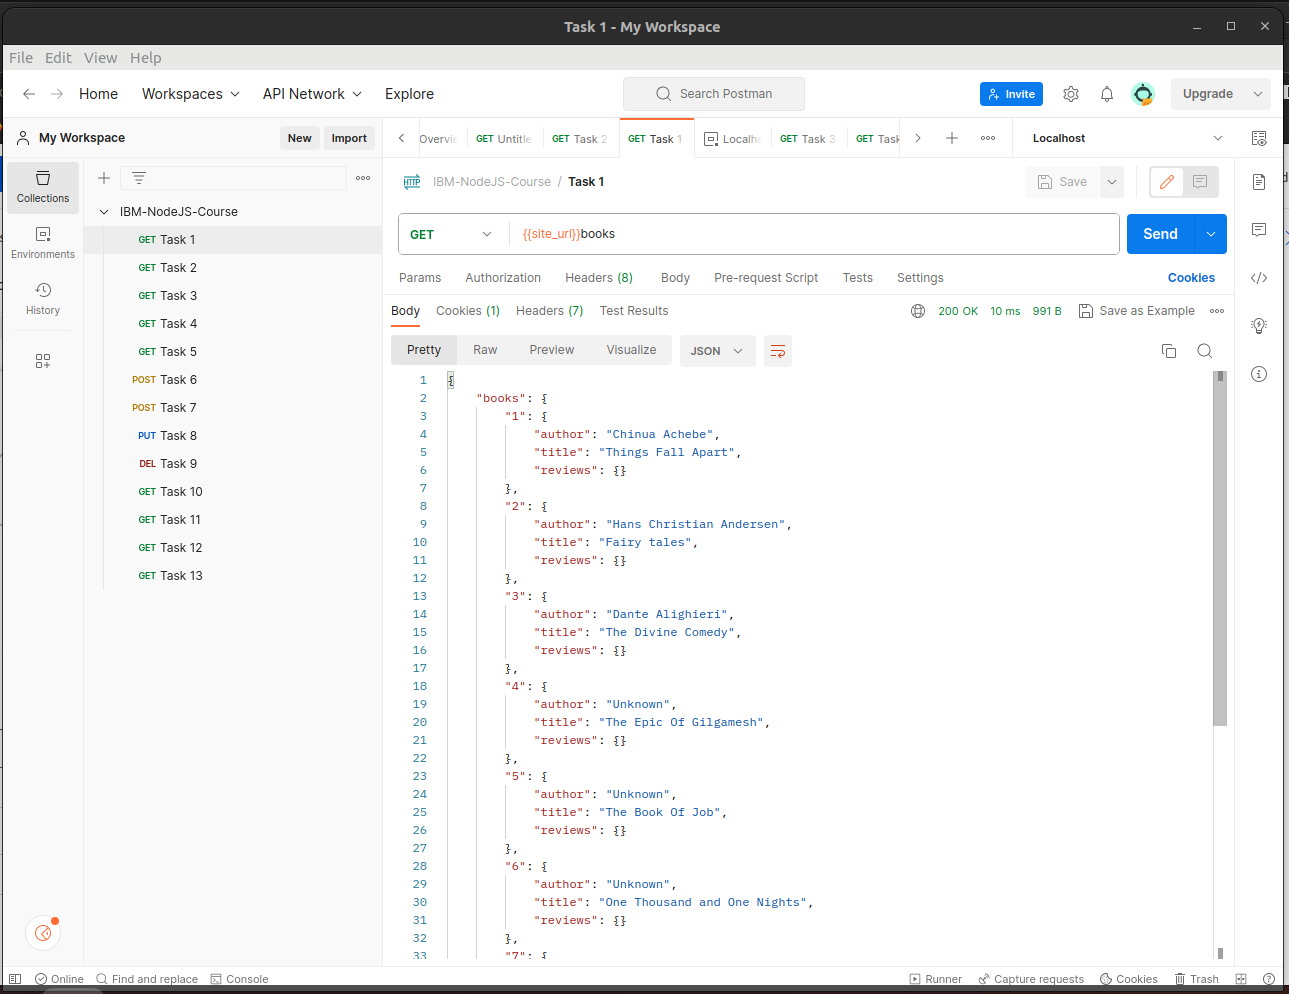 Task 1 - My Workspace
File Edit View Help
Home Workspaces API Network Explore Search Postman Invite Upgrade
My Workspace New Import
Overvi GET Untitle GET Task 2 GET Task 1 Localho GET Task 3 GET Task Localhost
Collections
Environments
History
IBM-NodeJS-Course
GET Task 1
GET Task 2
GET Task 3
GET Task 4
GET Task 5
POST Task 6
POST Task 7
PUT Task 8
DEL Task 9
GET Task 10
GET Task 11
GET Task 12
GET Task 13
HTTP IBM-NodeJS-Course / Task 1 Save
GET {{site_url}}books Send
Params Authorization Headers (8) Body Pre-request Script Tests Settings Cookies
Body Cookies (1) Headers (7) Test Results 200 OK 10 ms 991 B Save as Example
Pretty Raw Preview Visualize JSON
1 {
2 "books": {
3 "1": {
4 "author": "Chinua Achebe",
5 "title": "Things Fall Apart",
6 "reviews": {}
7 },
8 "2": {
9 "author": "Hans Christian Andersen",
10 "title": "Fairy tales",
11 "reviews": {}
12 },
13 "3": {
14 "author": "Dante Alighieri",
15 "title": "The Divine Comedy",
16 "reviews": {}
17 },
18 "4": {
19 "author": "Unknown",
20 "title": "The Epic Of Gilgamesh",
21 "reviews": {}
22 },
23 "5": {
24 "author": "Unknown",
25 "title": "The Book Of Job",
26 "reviews": {}
27 },
28 "6": {
29 "author": "Unknown",
30 "title": "One Thousand and One Nights",
31 "reviews": {}
32 },
33 "7": {
Online Find and replace Console Runner Capture requests Cookies Trash